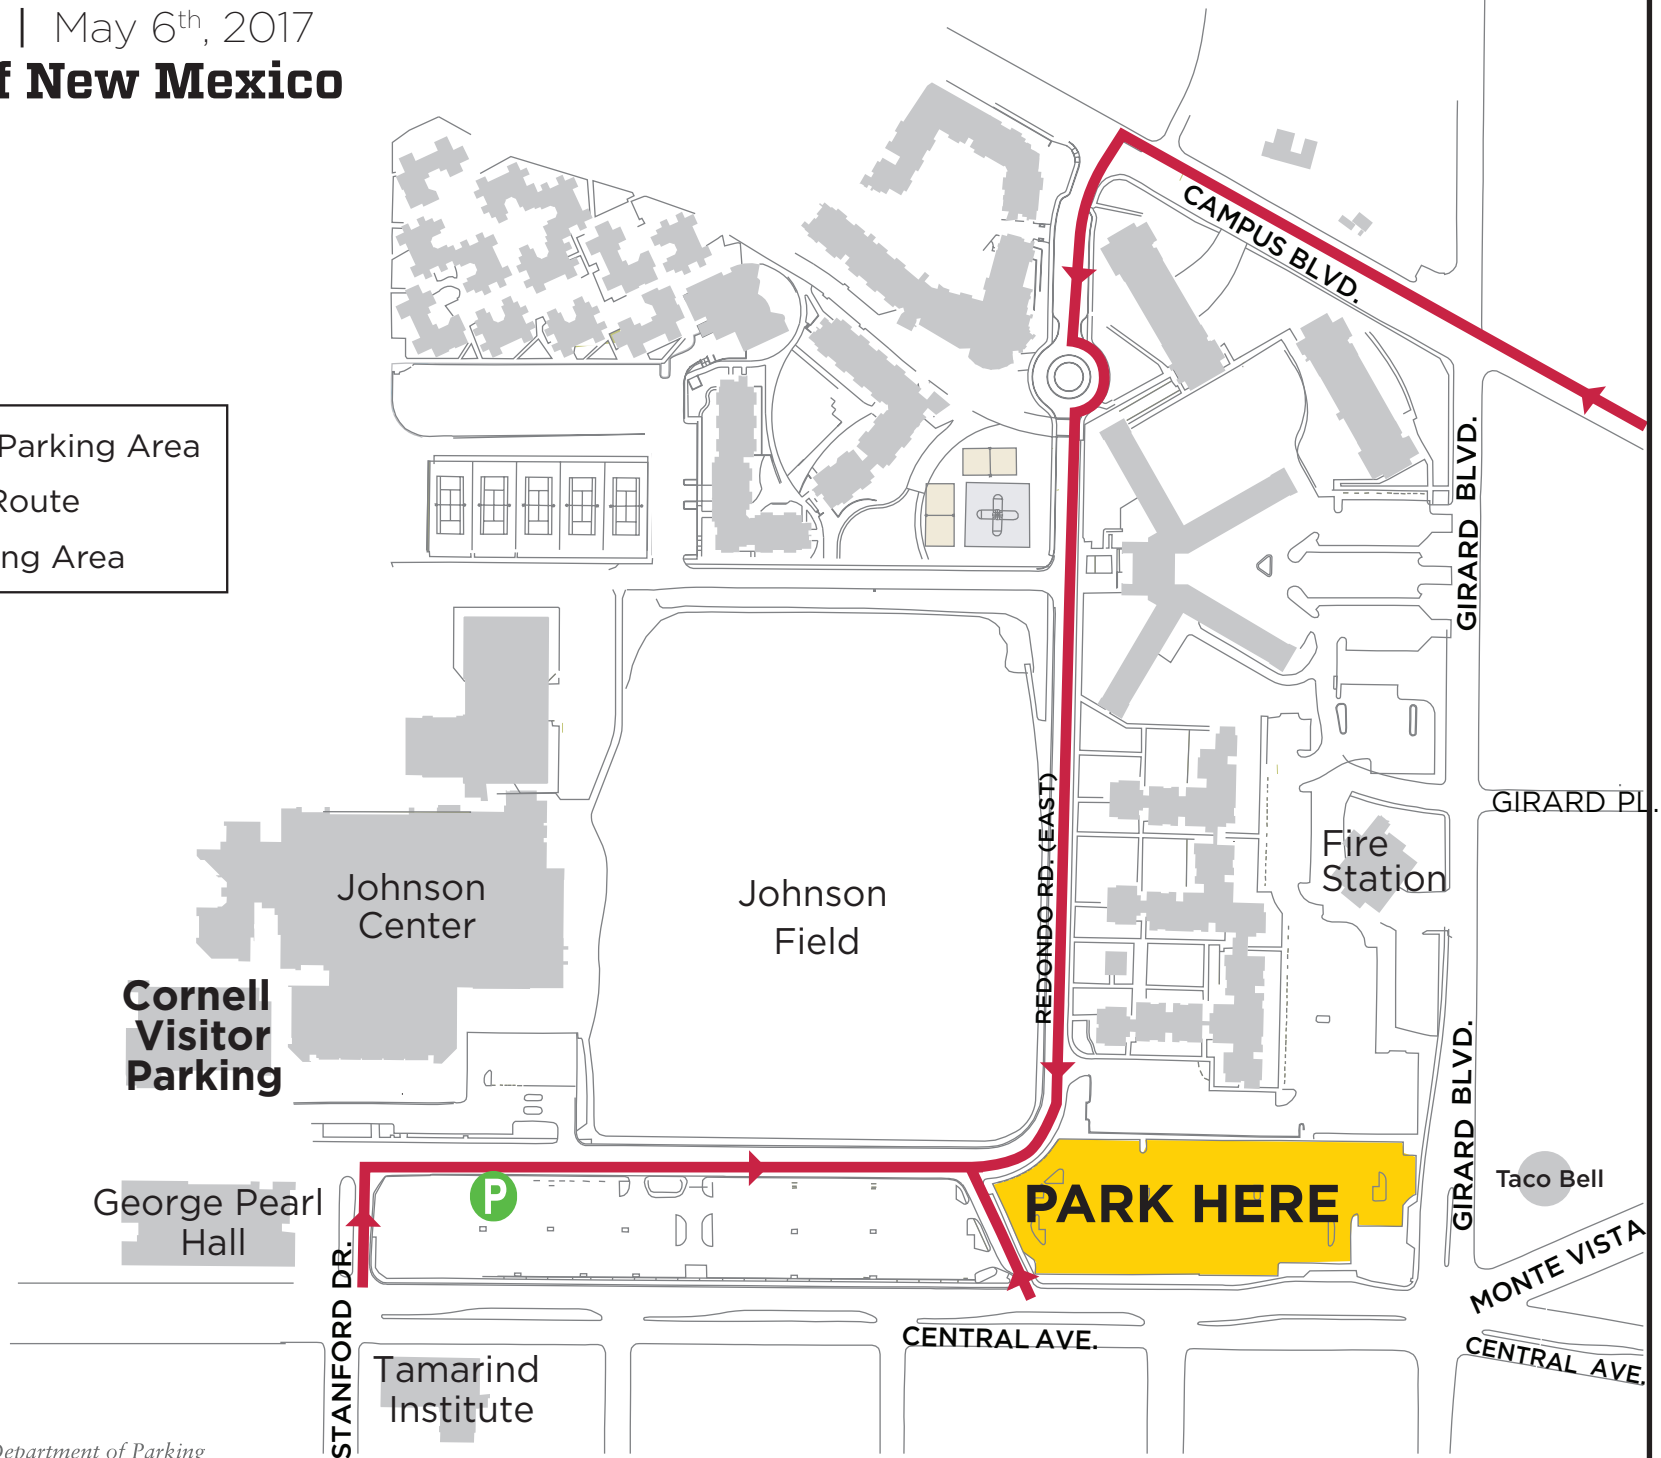 | May 6th, 2017
f New Mexico
Parking Area
Route
ng Area
CAMPUS BLVD.
GIRARD BLVD.
GIRARD PL.
Fire
Station
REDONDO RD. (EAST)
Johnson
Center
Johnson
Field
Cornell
Visitor
Parking
GIRARD BLVD.
P
PARK HERE
Taco Bell
George Pearl
Hall
MONTE VISTA
STANFORD DR.
CENTRAL AVE.
CENTRAL AVE.
Tamarind
Institute
Department of Parking